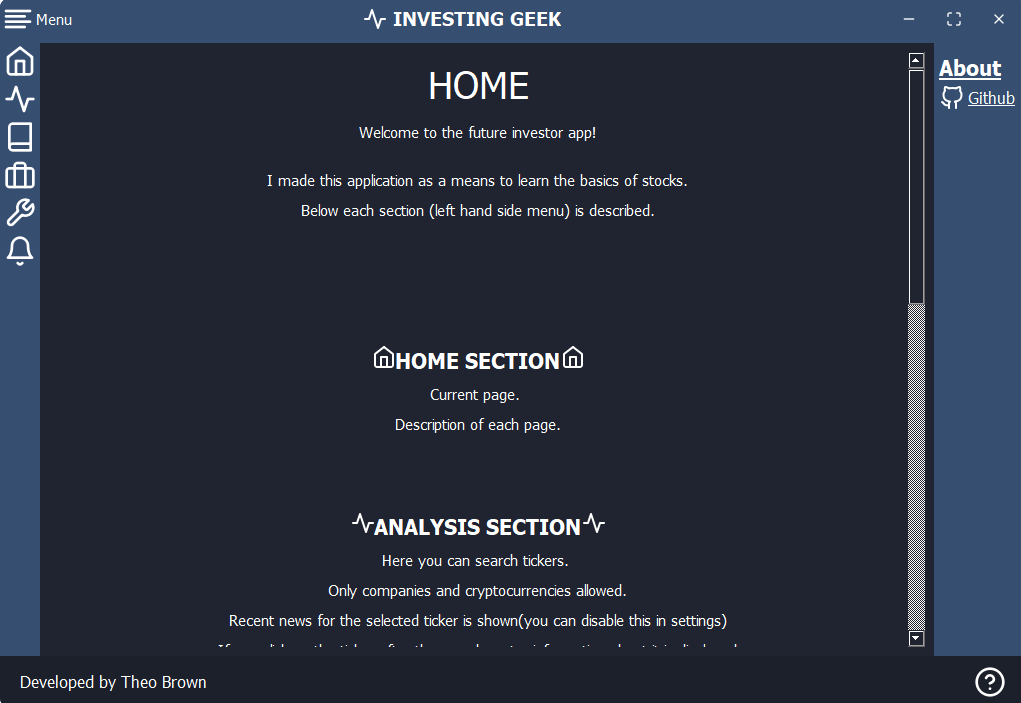 Menu
INVESTING GEEK
About
Github
HOME
Welcome to the future investor app!
I made this application as a means to learn the basics of stocks.
Below each section (left hand side menu) is described.
HOME SECTION
Current page.
Description of each page.
ANALYSIS SECTION
Here you can search tickers.
Only companies and cryptocurrencies allowed.
Recent news for the selected ticker is shown(you can disable this in settings)
Developed by Theo Brown